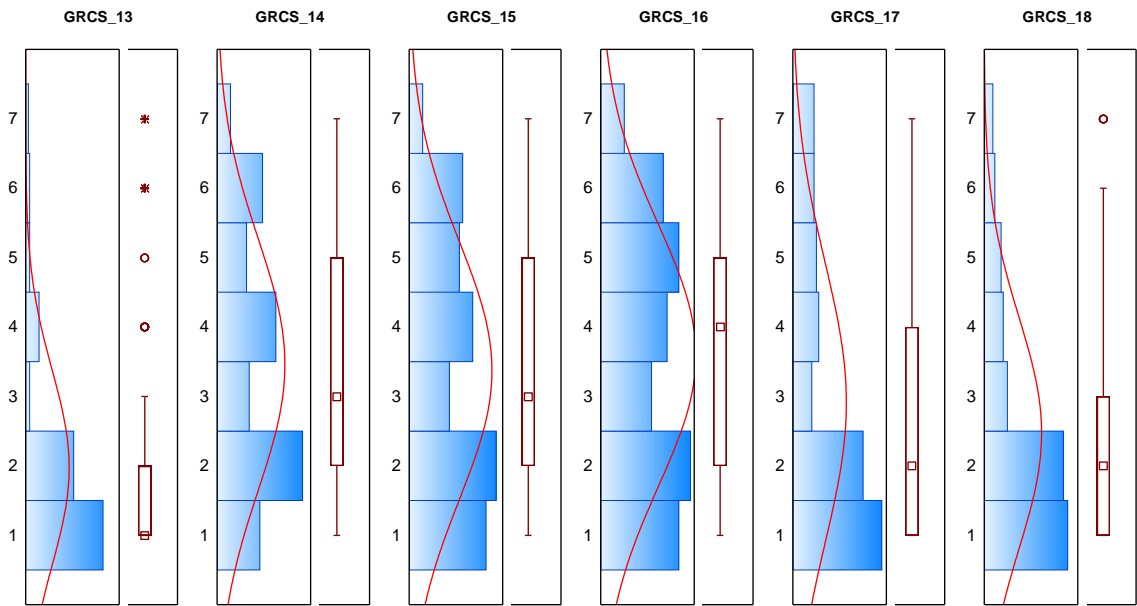 GRCS_13 GRCS_14 GRCS_15 GRCS_16 GRCS_17 GRCS_18
7 7 7 7 7 7
6 6 6 6 6 6
5 5 5 5 5 5
4 4 4 4 4 4
3 3 3 3 3 3
2 2 2 2 2 2
1 1 1 1 1 1